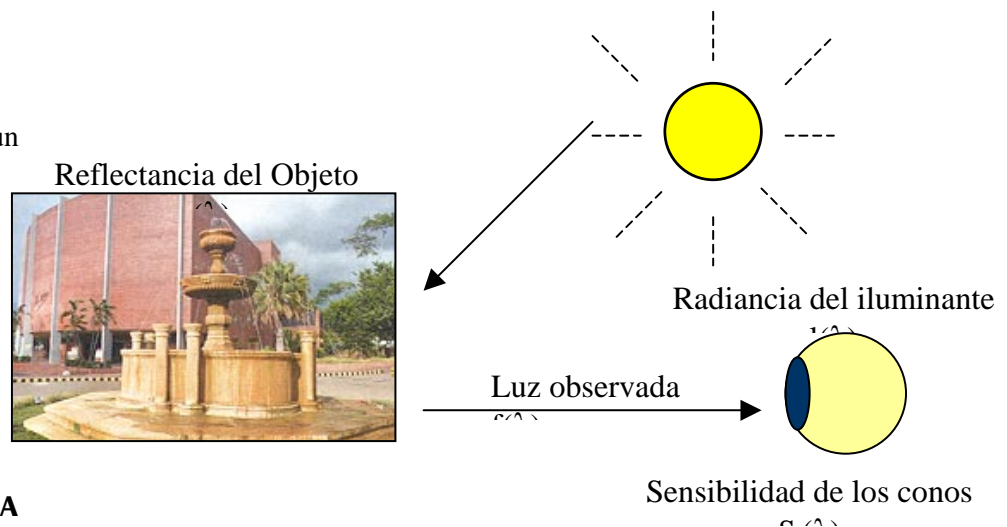 un
Reflectancia del Objeto
Radiancia del iluminante
Luz observada
Sensibilidad de los conos
A